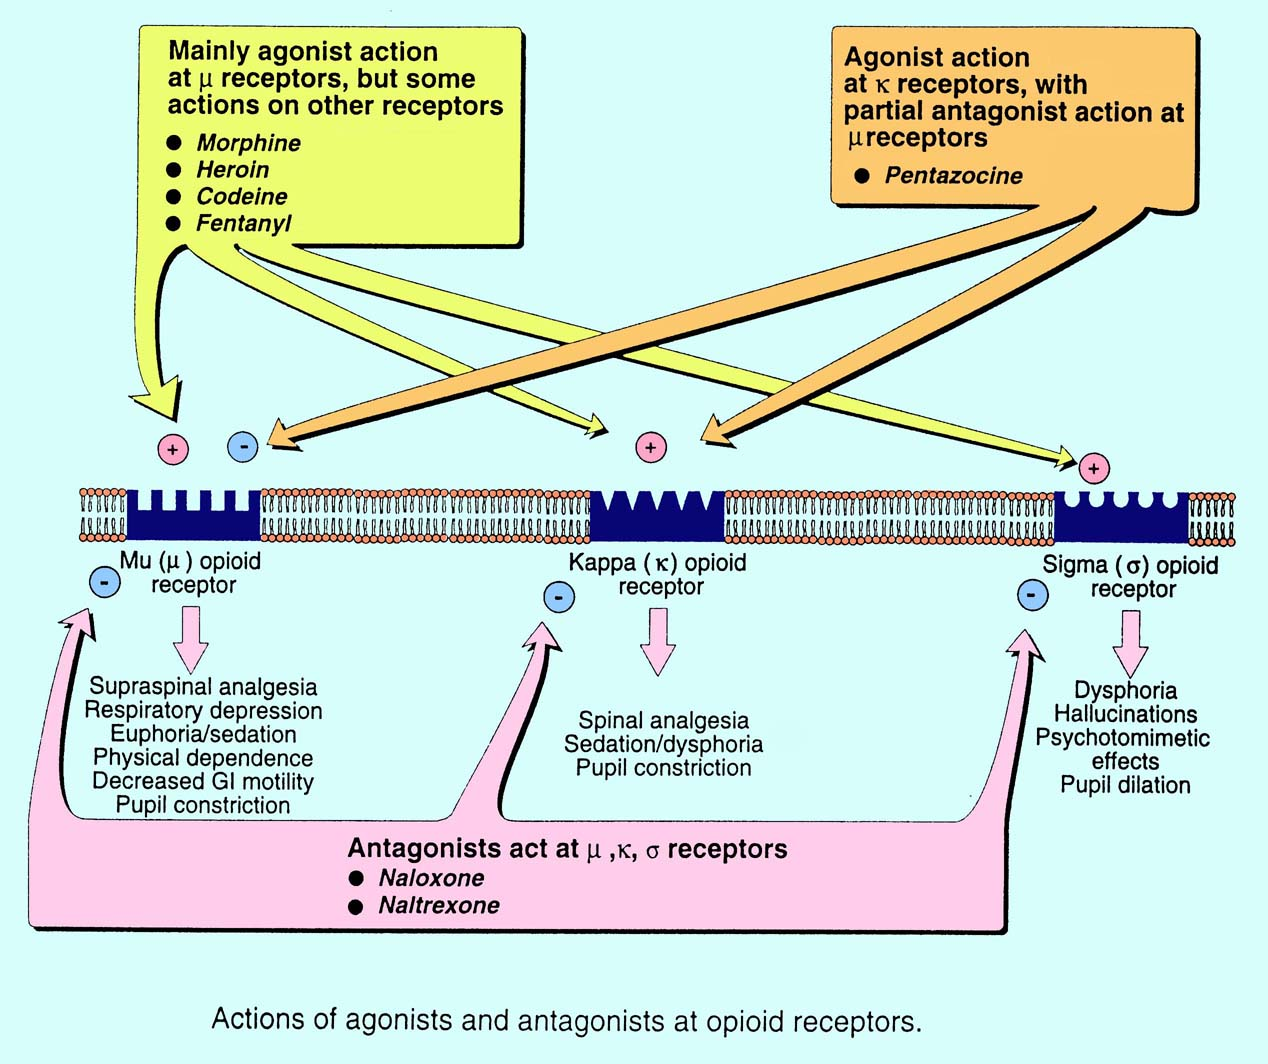 Mainly agonist action
at μ receptors, but some
actions on other receptors
● Morphine
● Heroin
● Codeine
● Fentanyl
Agonist action
at κ receptors, with
partial antagonist action at
μ receptors
● Pentazocine
+
-
+
+
Mu (μ) opioid
receptor
Kappa (κ) opioid
receptor
Sigma (σ) opioid
receptor
-
-
-
Supraspinal analgesia
Respiratory depression
Euphoria/sedation
Physical dependence
Decreased GI motility
Pupil constriction
Spinal analgesia
Sedation/dysphoria
Pupil constriction
Dysphoria
Hallucinations
Psychotomimetic
effects
Pupil dilation
Antagonists act at μ ,κ, σ receptors
● Naloxone
● Naltrexone
Actions of agonists and antagonists at opioid receptors.